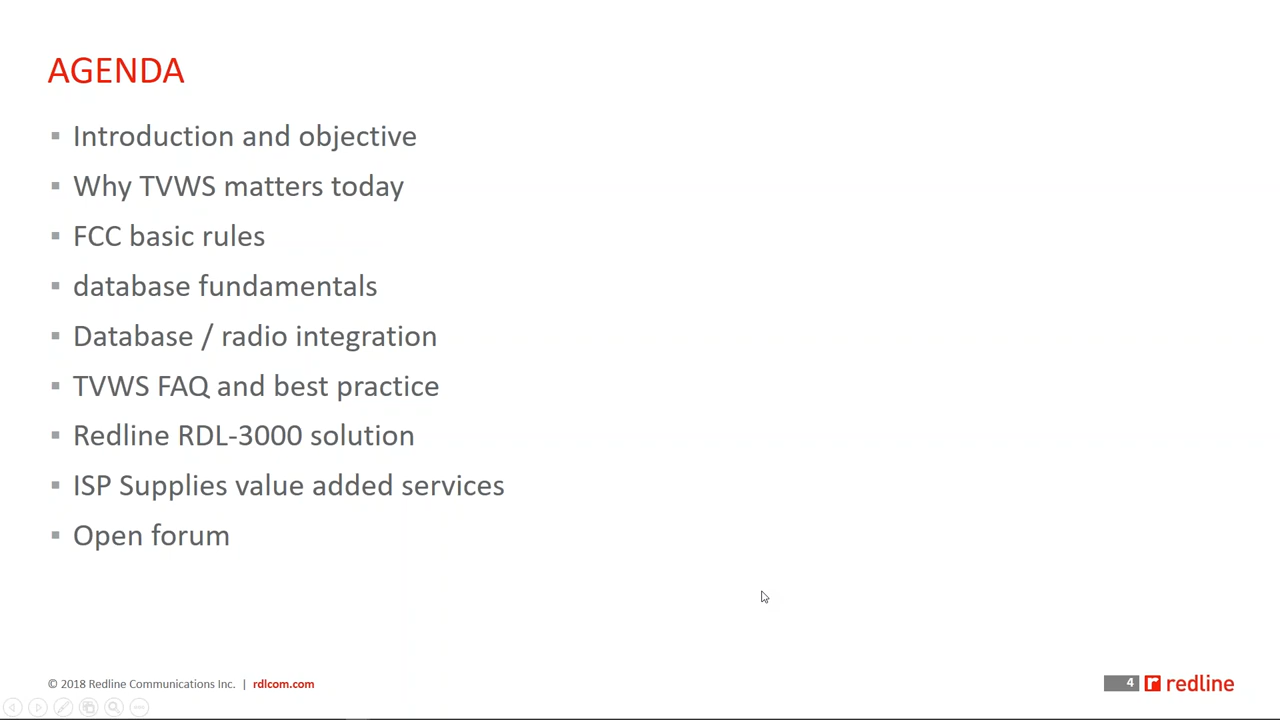 AGENDA
Introduction and objective
Why TVWS matters today
FCC basic rules
database fundamentals
Database / radio integration
TVWS FAQ and best practice
Redline RDL-3000 solution
ISP Supplies value added services
Open forum
© 2018 Redline Communications Inc. | rdlcom.com
4 redline